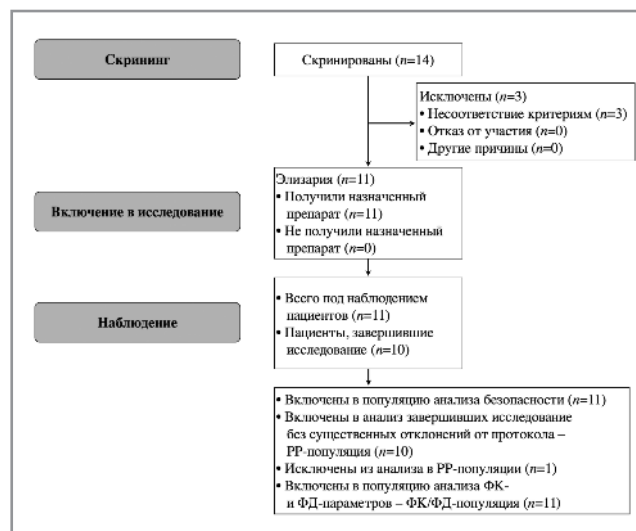 Скрининг
Скринированы (n=14)
Исключены (n=3)
• Несоответствие критериям (n=3)
• Отказ от участия (n=0)
• Другие причины (n=0)
Включение в исследование
Элизария (n=11)
• Получили назначенный
препарат (n=11)
• Не получили назначенный
препарат (n=0)
Наблюдение
• Всего под наблюдением
пациентов (n=11)
• Пациенты, завершившие
исследование (n=10)
• Включены в популяцию анализа безопасности (n=11)
• Включены в анализ завершивших исследование
без существенных отклонений от протокола –
РР-популяция (n=10)
• Исключены из анализа в РР-популяции (n=1)
• Включены в популяцию анализа ФК-
и ФД-параметров – ФК/ФД-популяция (n=11)